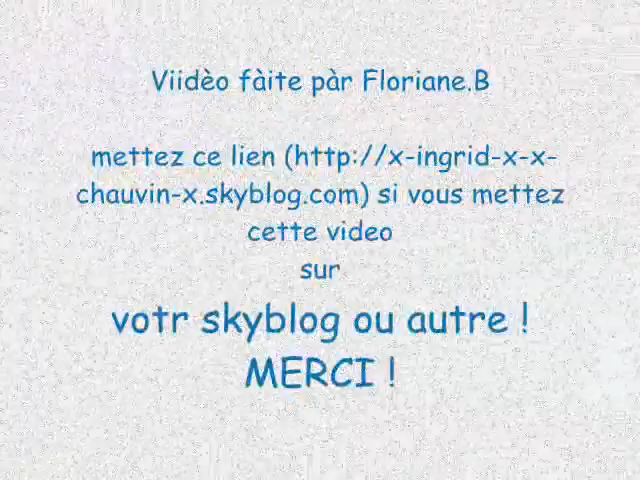 Viidèo fàite pàr Floriane.B
mettez ce lien (http://x-ingrid-x-x-
chauvin-x.skyblog.com) si vous mettez
cette video
sur
votr skyblog ou autre !
MERCI !